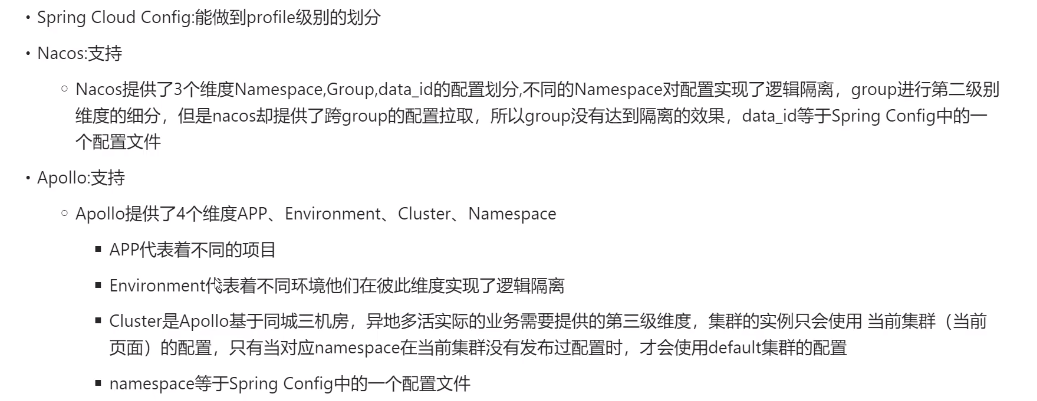 • Spring Cloud Config:能做到profile级别的划分
• Nacos:支持
○ Nacos提供了3个维度Namespace,Group,data_id的配置划分,不同的Namespace对配置实现了逻辑隔离，group进行第二级别
维度的细分，但是nacos却提供了跨group的配置拉取，所以group没有达到隔离的效果，data_id等于Spring Config中的一
个配置文件
• Apollo:支持
○ Apollo提供了4个维度APP、Environment、Cluster、Namespace
▪ APP代表着不同的项目
▪ Environment代表着不同环境他们在彼此维度实现了逻辑隔离
▪ Cluster是Apollo基于同城三机房，异地多活实际的业务需要提供的第三级维度，集群的实例只会使用 当前集群（当前
页面）的配置，只有当对应namespace在当前集群没有发布过配置时，才会使用default集群的配置
▪ namespace等于Spring Config中的一个配置文件